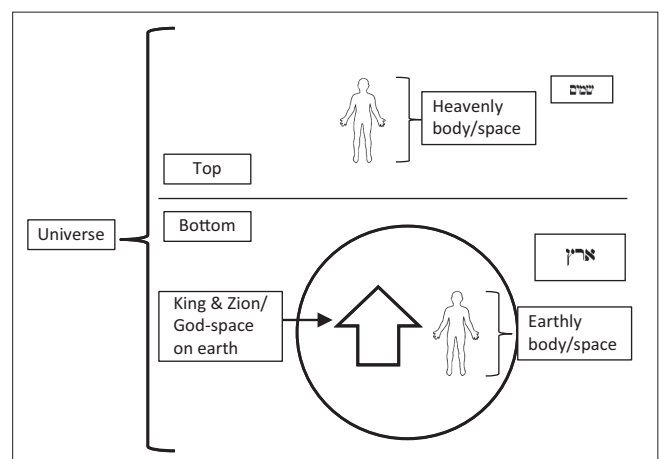 שמים
Heavenly
body/space
Top
Bottom
Universe
ארץ
King & Zion/
God-space
on earth
Earthly
body/space